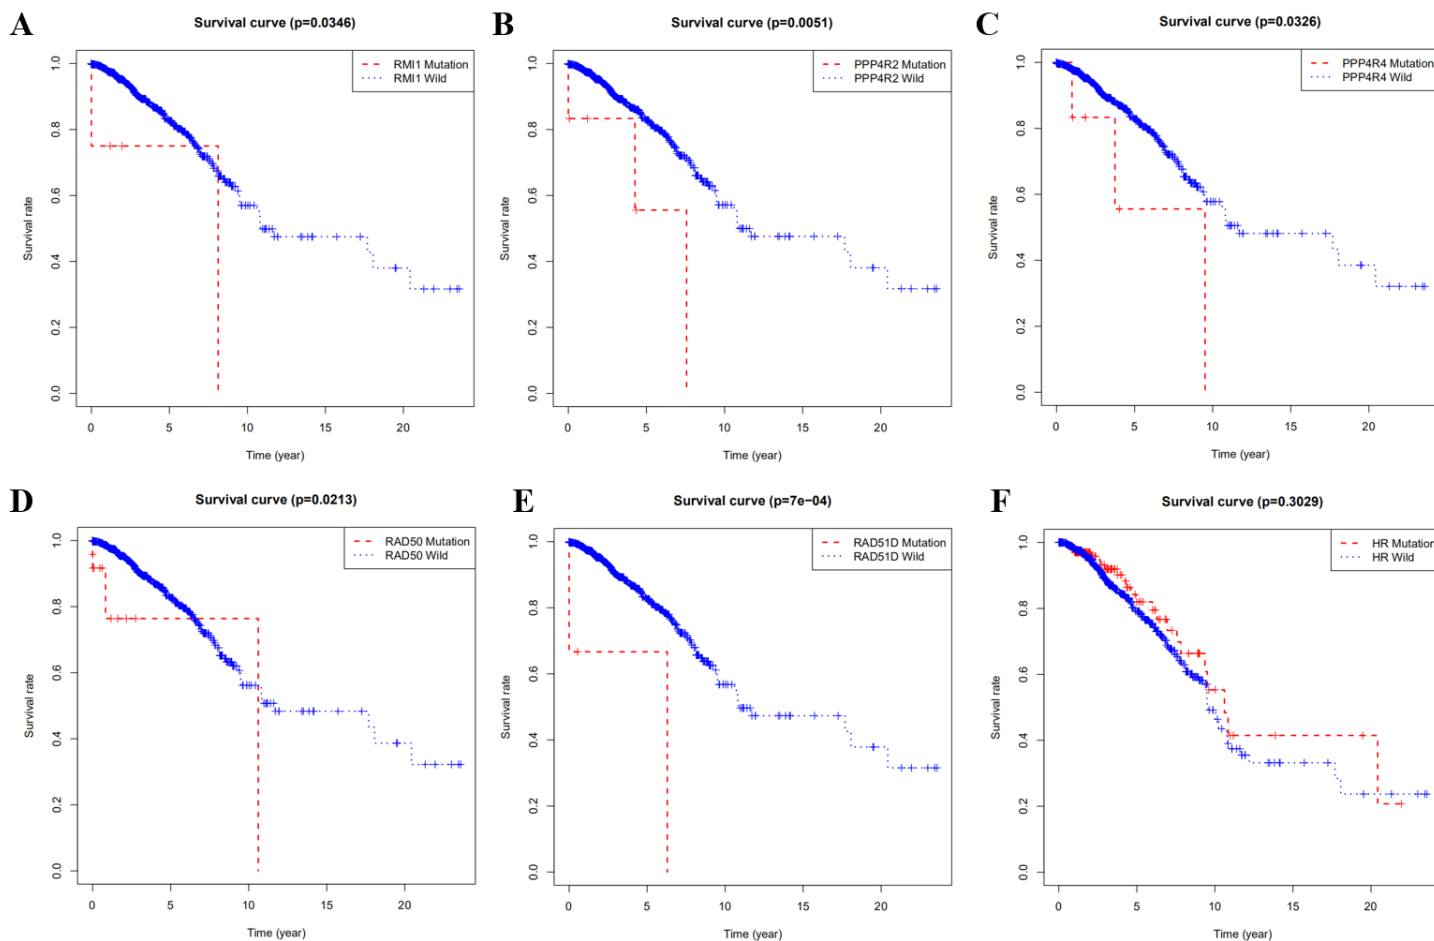 A
Survival curve (p=0.0346)
RMI1 Mutation
RMI1 Wild
Survival rate
1.0
0.8
0.6
0.4
0.2
0.0
0 5 10 15 20
Time (year)
B
Survival curve (p=0.0051)
PPP4R2 Mutation
PPP4R2 Wild
Survival rate
1.0
0.8
0.6
0.4
0.2
0.0
0 5 10 15 20
Time (year)
C
Survival curve (p=0.0326)
PPP4R4 Mutation
PPP4R4 Wild
Survival rate
1.0
0.8
0.6
0.4
0.2
0.0
0 5 10 15 20
Time (year)
D
Survival curve (p=0.0213)
RAD50 Mutation
RAD50 Wild
Survival rate
1.0
0.8
0.6
0.4
0.2
0.0
0 5 10 15 20
Time (year)
E
Survival curve (p=7e−04)
RAD51D Mutation
RAD51D Wild
Survival rate
1.0
0.8
0.6
0.4
0.2
0.0
0 5 10 15 20
Time (year)
F
Survival curve (p=0.3029)
HR Mutation
HR Wild
Survival rate
1.0
0.8
0.6
0.4
0.2
0.0
0 5 10 15 20
Time (year)